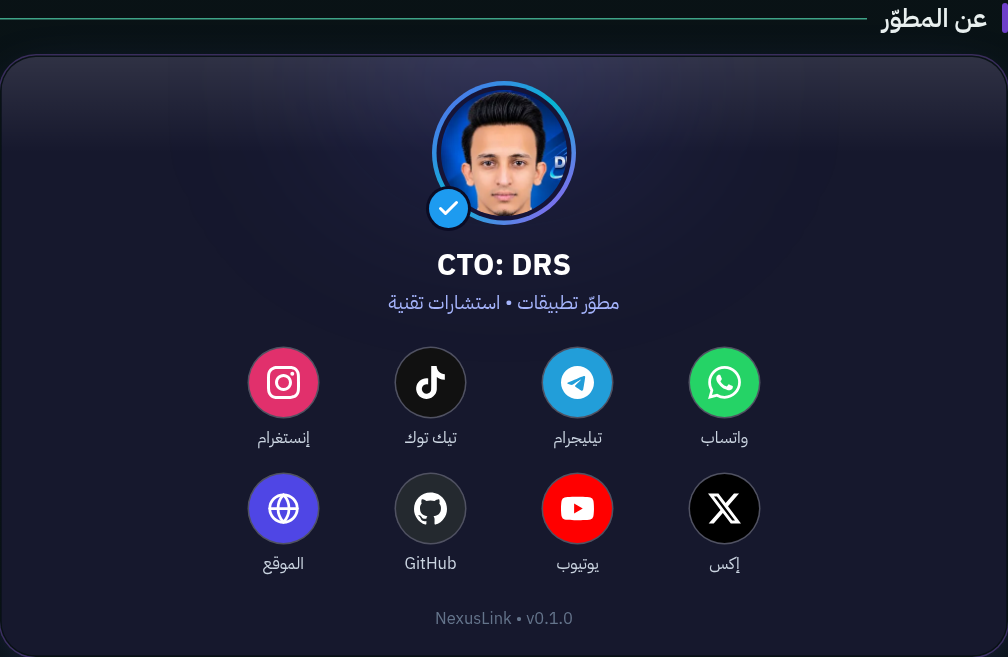 عن المطوّر
CTO: DRS
مطوّر تطبيقات • استشارات تقنية
واتساب
تيليجرام
تيك توك
إنستغرام
إكس
يوتيوب
GitHub
الموقع
NexusLink • v0.1.0